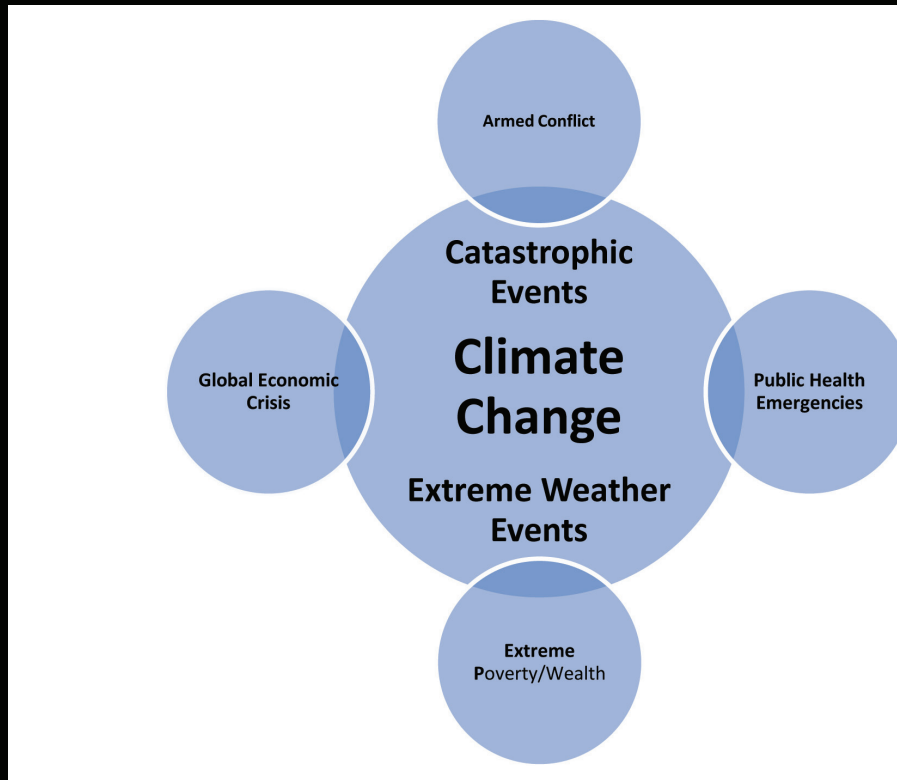 Armed Conflict
Catastrophic
Events
Climate
Change
Global Economic
Crisis
Public Health
Emergencies
Extreme Weather
Events
Extreme
Poverty/Wealth